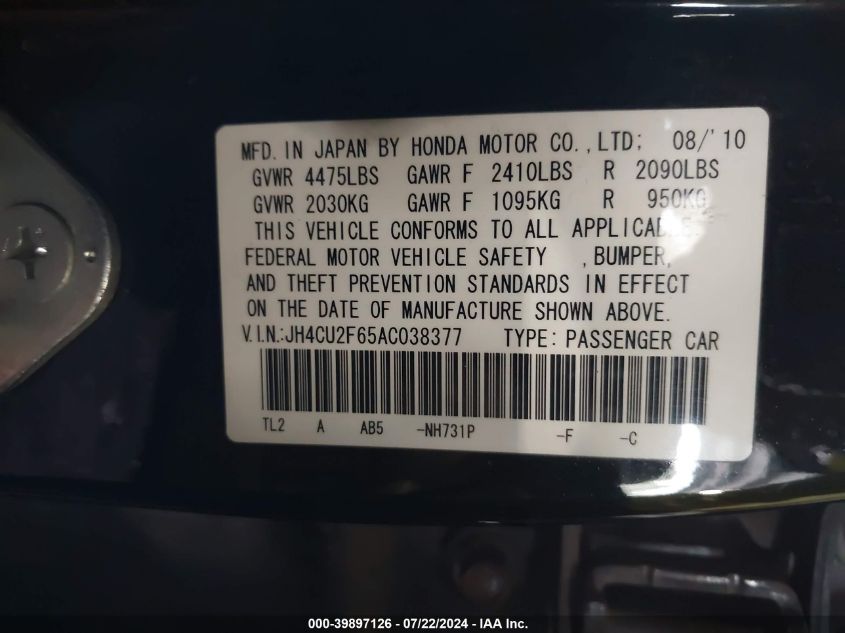 MFD. IN JAPAN BY HONDA MOTOR CO.,LTD; 08/'10
GVWR 4475LBS GAWR F 2410LBS R 2090LBS
GVWR 2030KG GAWR F 1095KG R 950KG
THIS VEHICLE CONFORMS TO ALL APPLICABLE
FEDERAL MOTOR VEHICLE SAFETY ,BUMPER,
AND THEFT PREVENTION STANDARDS IN EFFECT
ON THE DATE OF MANUFACTURE SHOWN ABOVE.
V.I.N.:JH4CU2F65AC038377 TYPE: PASSENGER CAR
TL2 A AB5 -NH731P -F -C
000-39897126 - 07/22/2024 - IAA Inc.